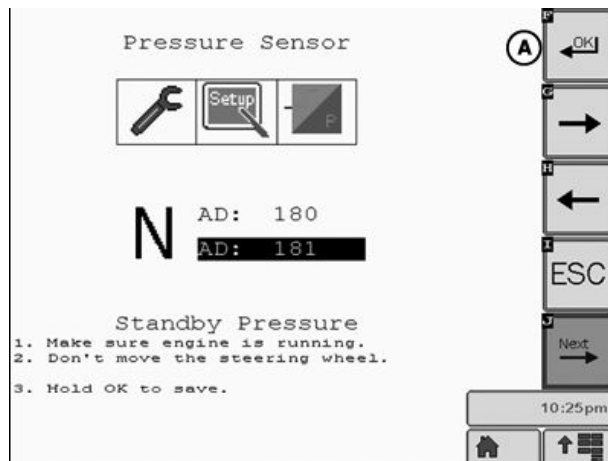 Pressure Sensor
A
F
OK
Setup
P
G
H
N
AD: 180
AD: 181
I
ESC
Standby Pressure
1. Make sure engine is running.
2. Don't move the steering wheel.
3. Hold OK to save.
J
Next
10:25pm